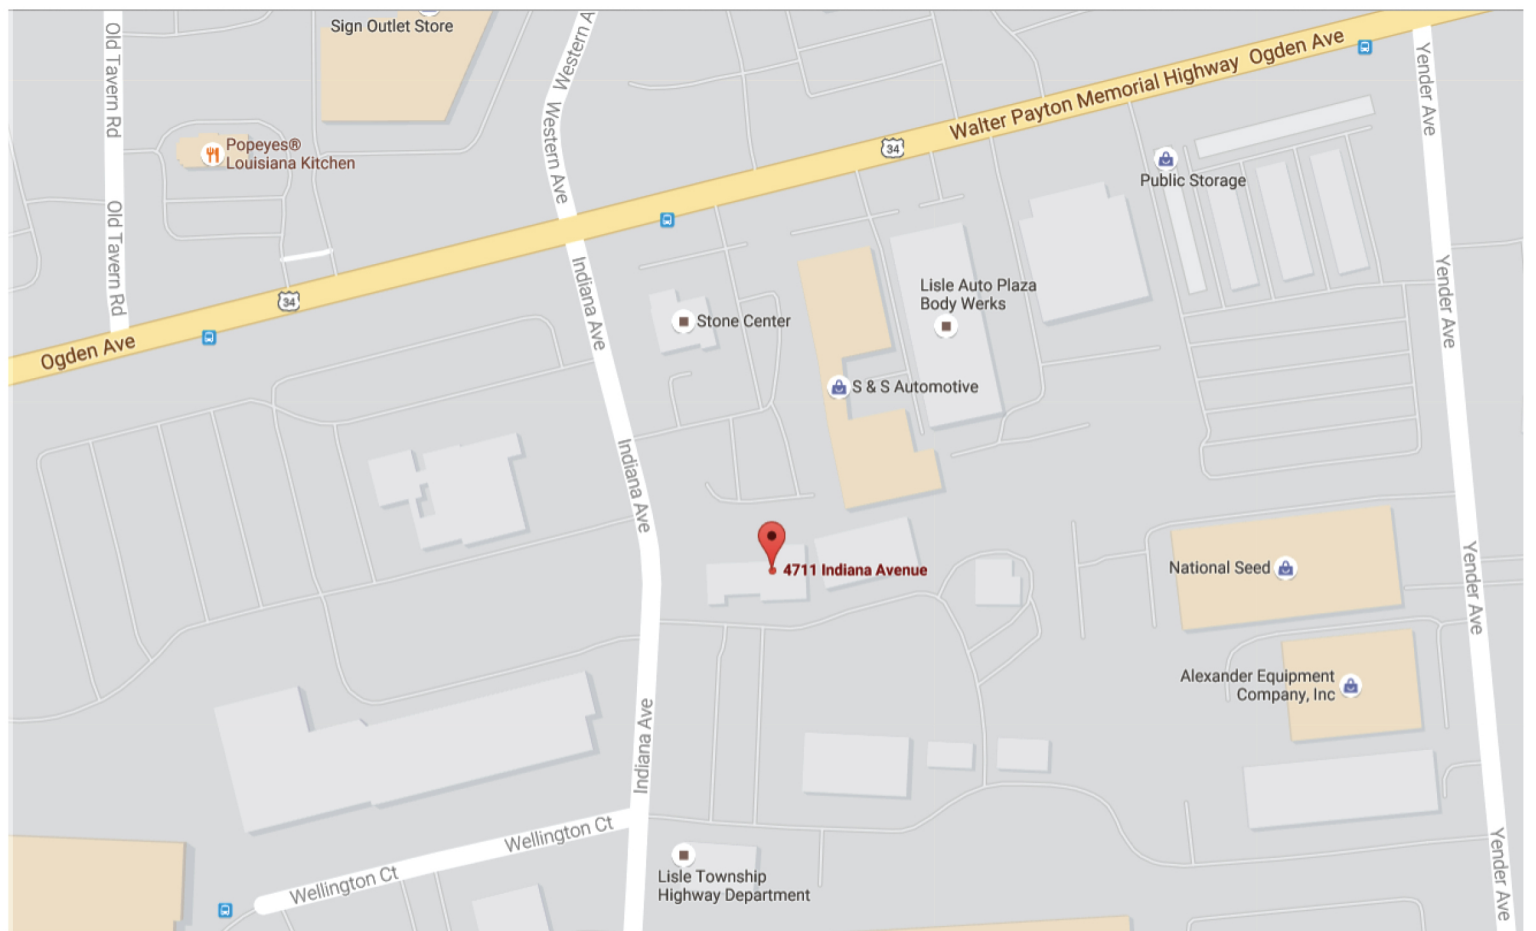 Sign Outlet Store
Old Tavern Rd
Western A
Western Ave
Walter Payton Memorial Highway Ogden Ave
Yender Ave
Popeyes®
Louisiana Kitchen
34
Public Storage
Old Tavern Rd
34
Indiana Ave
Yender Ave
Lisle Auto Plaza
Body Werks
Stone Center
Ogden Ave
S & S Automotive
Indiana Ave
4711 Indiana Avenue
National Seed
Yender Ave
Alexander Equipment
Company, Inc
Indiana Ave
Wellington Ct
Wellington Ct
Lisle Township
Highway Department
Yender Ave